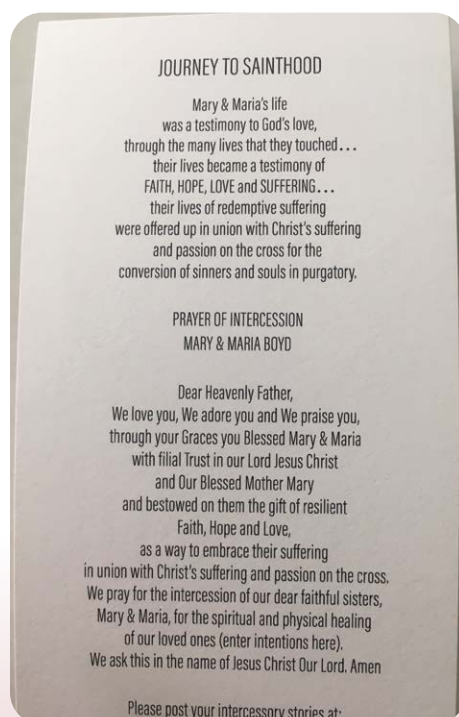 JOURNEY TO SAINTHOOD
Mary & Maria's life
was a testimony to God's love,
through the many lives that they touched...
their lives became a testimony of
FAITH, HOPE, LOVE and SUFFERING...
their lives of redemptive suffering
were offered up in union with Christ's suffering
and passion on the cross for the
conversion of sinners and souls in purgatory.
PRAYER OF INTERCESSION
MARY & MARIA BOYD
Dear Heavenly Father,
We love you, We adore you and We praise you,
through your Graces you Blessed Mary & Maria
with filial Trust in our Lord Jesus Christ
and Our Blessed Mother Mary
and bestowed on them the gift of resilient
Faith, Hope and Love,
as a way to embrace their suffering
in union with Christ's suffering and passion on the cross.
We pray for the intercession of our dear faithful sisters,
Mary & Maria, for the spiritual and physical healing
of our loved ones (enter intentions here).
We ask this in the name of Jesus Christ Our Lord. Amen
Please post your intercessory stories at: